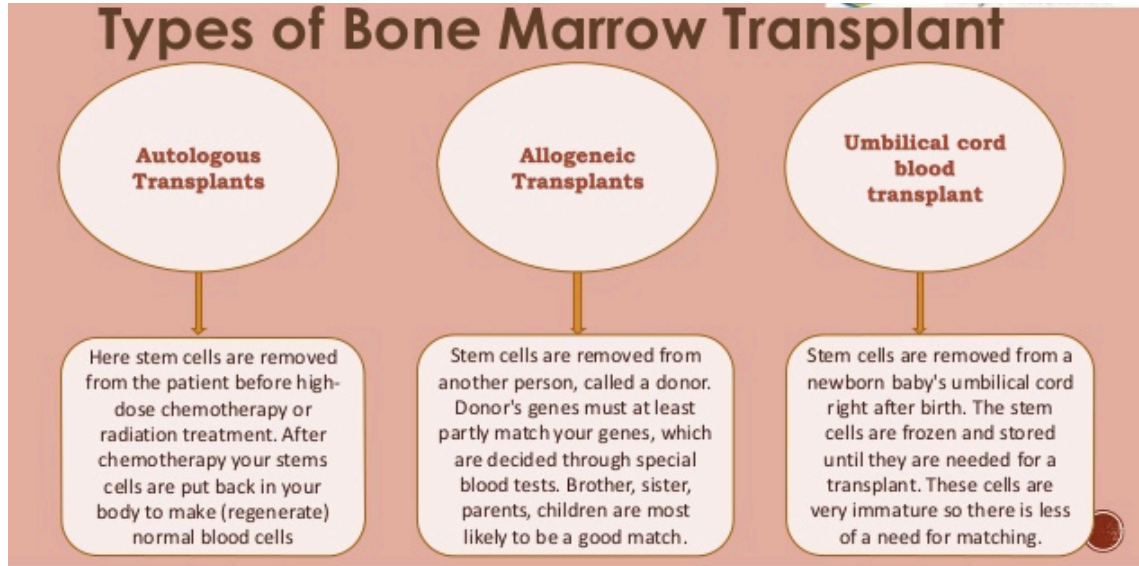 Types of Bone Marrow Transplant
Autologous
Transplants
Here stem cells are removed
from the patient before high-
dose chemotherapy or
radiation treatment. After
chemotherapy your stems
cells are put back in your
body to make (regenerate)
normal blood cells
Allogeneic
Transplants
Stem cells are removed from
another person, called a donor.
Donor's genes must at least
partly match your genes, which
are decided through special
blood tests. Brother, sister,
parents, children are most
likely to be a good match.
Umbilical cord
blood
transplant
Stem cells are removed from a
newborn baby's umbilical cord
right after birth. The stem
cells are frozen and stored
until they are needed for a
transplant. These cells are
very immature so there is less
of a need for matching.